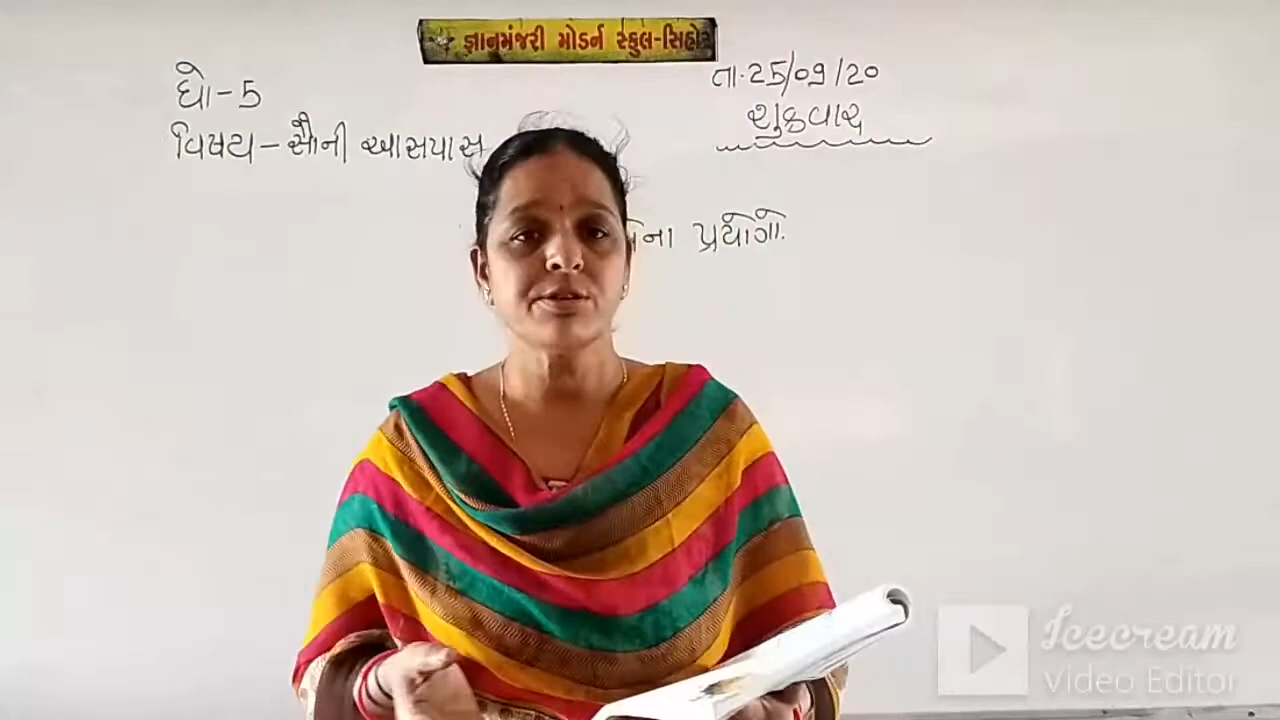 જ્ઞાનમંજરી મોડર્ન સ્કુલ-સિહોર
ધો-5
તા.25/09/20
શુક્રવાર
વિષય-સૌની આસપાસ
પ્રયોગો.
Icecream
Video Editor